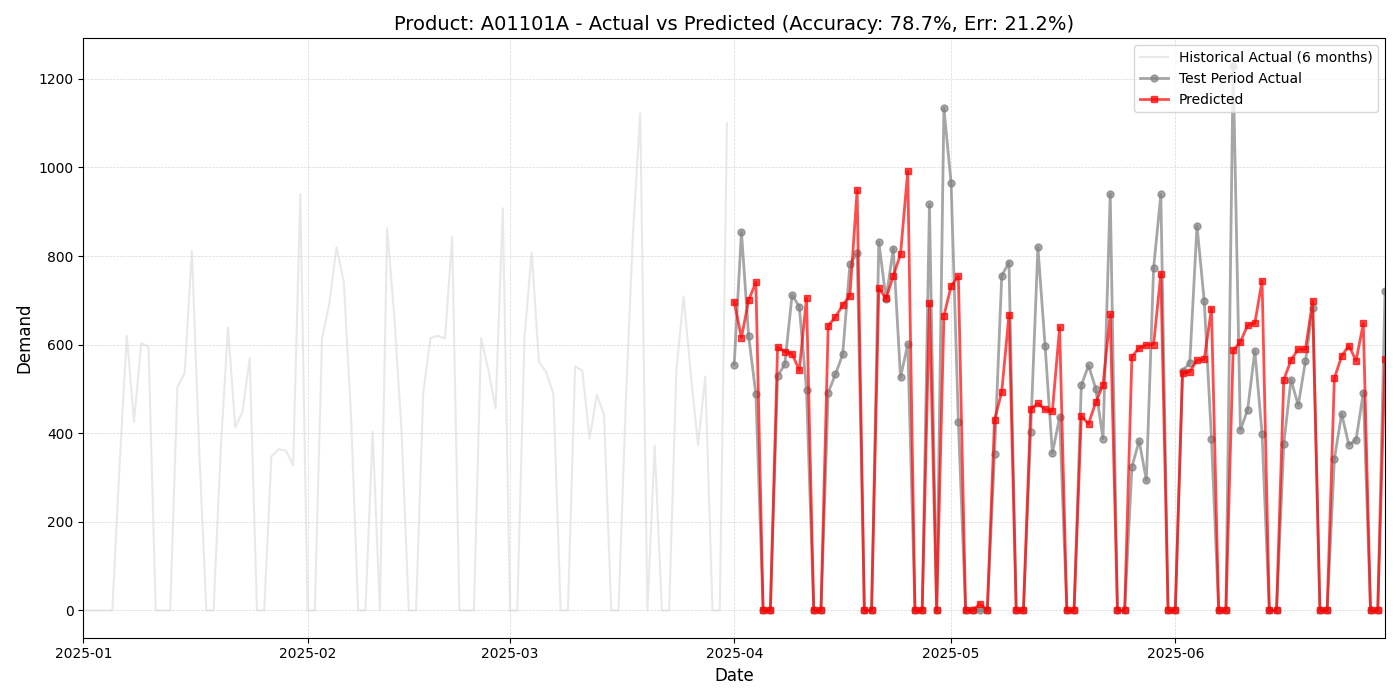 Product: A01101A - Actual vs Predicted (Accuracy: 78.7%, Err: 21.2%)
Historical Actual (6 months)
Test Period Actual
Predicted
Demand
1200
1000
800
600
400
200
0
2025-01
2025-02
2025-03
2025-04
2025-05
2025-06
Date